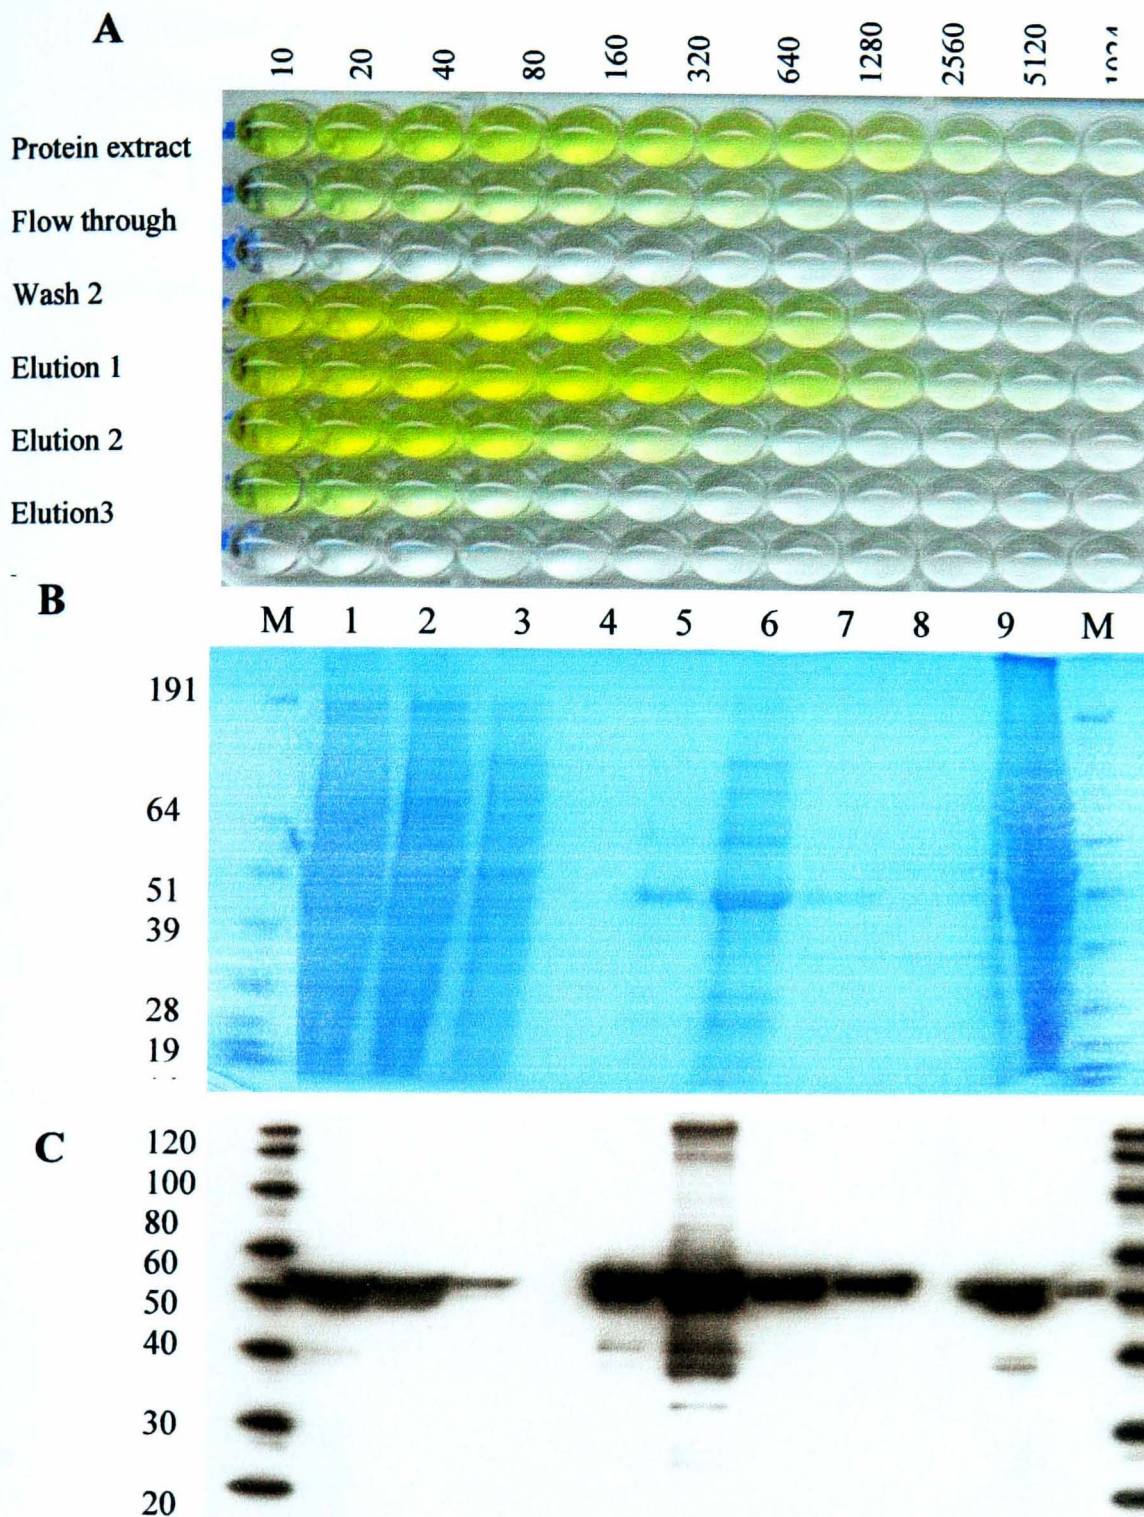 A
10 20 40 80 160 320 640 1280 2560 5120
Protein extract
Flow through
Wash 2
Elution 1
Elution 2
Elution3
-
B
M 1 2 3 4 5 6 7 8 9 M
191
64
51
39
28
19
C
120
100
80
60
50
40
30
20